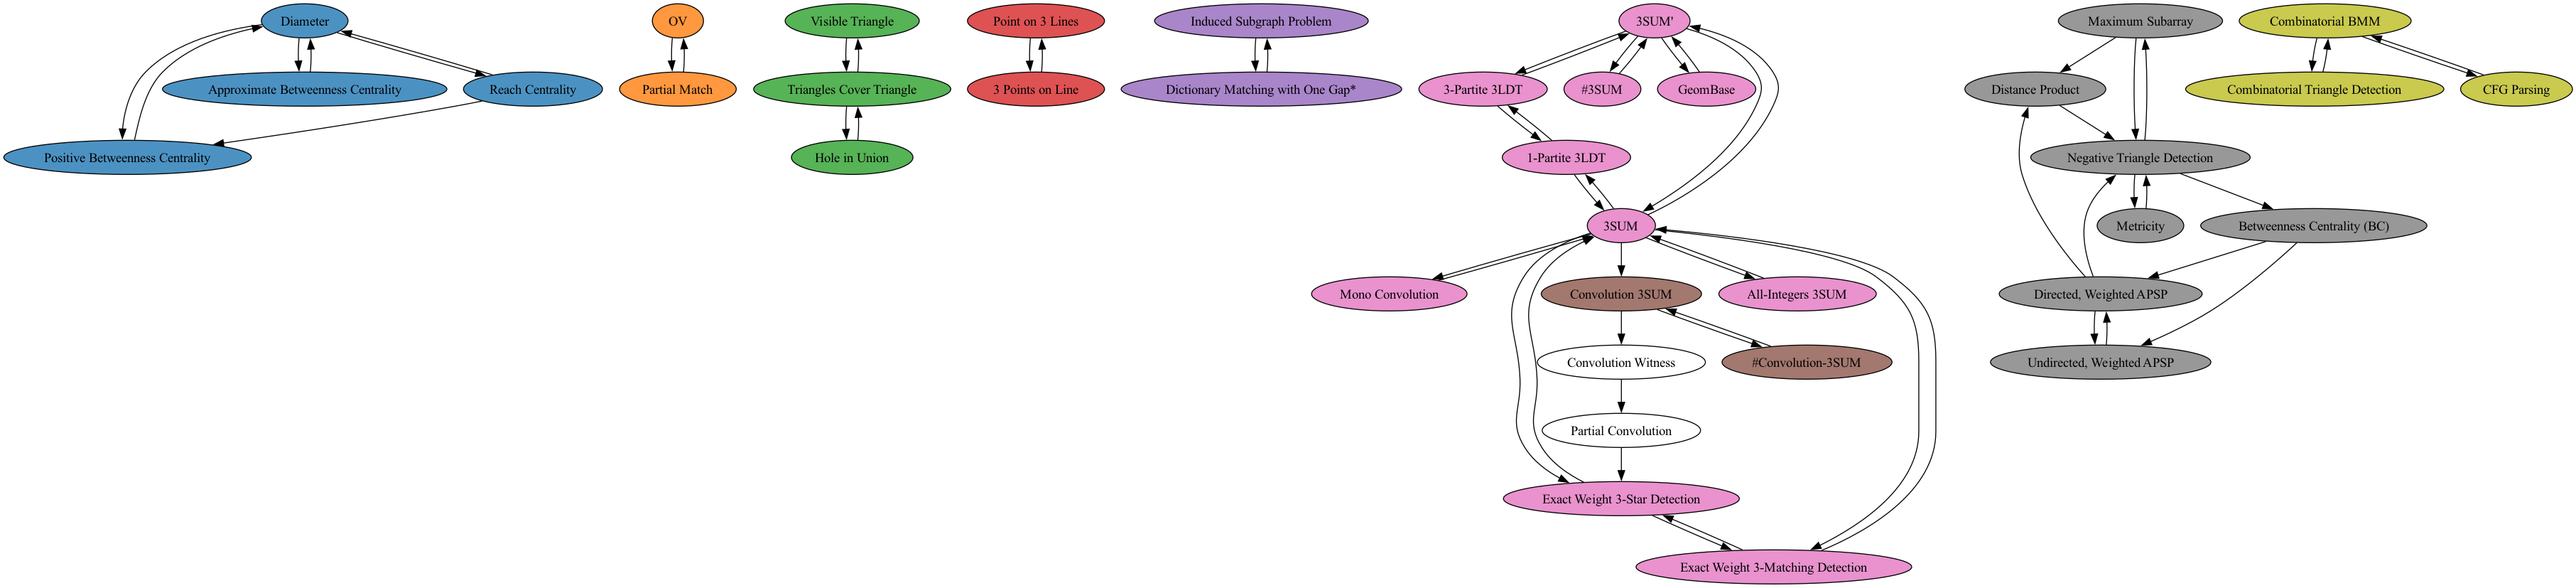 Diameter
OV
Visible Triangle
Point on 3 Lines
Induced Subgraph Problem
3SUM'
Maximum Subarray
Combinatorial BMM
Approximate Betweenness Centrality
Reach Centrality
Partial Match
Triangles Cover Triangle
3 Points on Line
Dictionary Matching with One Gap*
3-Partite 3LDT
#3SUM
GeomBase
Distance Product
Combinatorial Triangle Detection
CFG Parsing
Positive Betweenness Centrality
Hole in Union
1-Partite 3LDT
Negative Triangle Detection
3SUM
Metricity
Betweenness Centrality (BC)
Mono Convolution
Convolution 3SUM
All-Integers 3SUM
Directed, Weighted APSP
Convolution Witness
#Convolution-3SUM
Undirected, Weighted APSP
Partial Convolution
Exact Weight 3-Star Detection
Exact Weight 3-Matching Detection